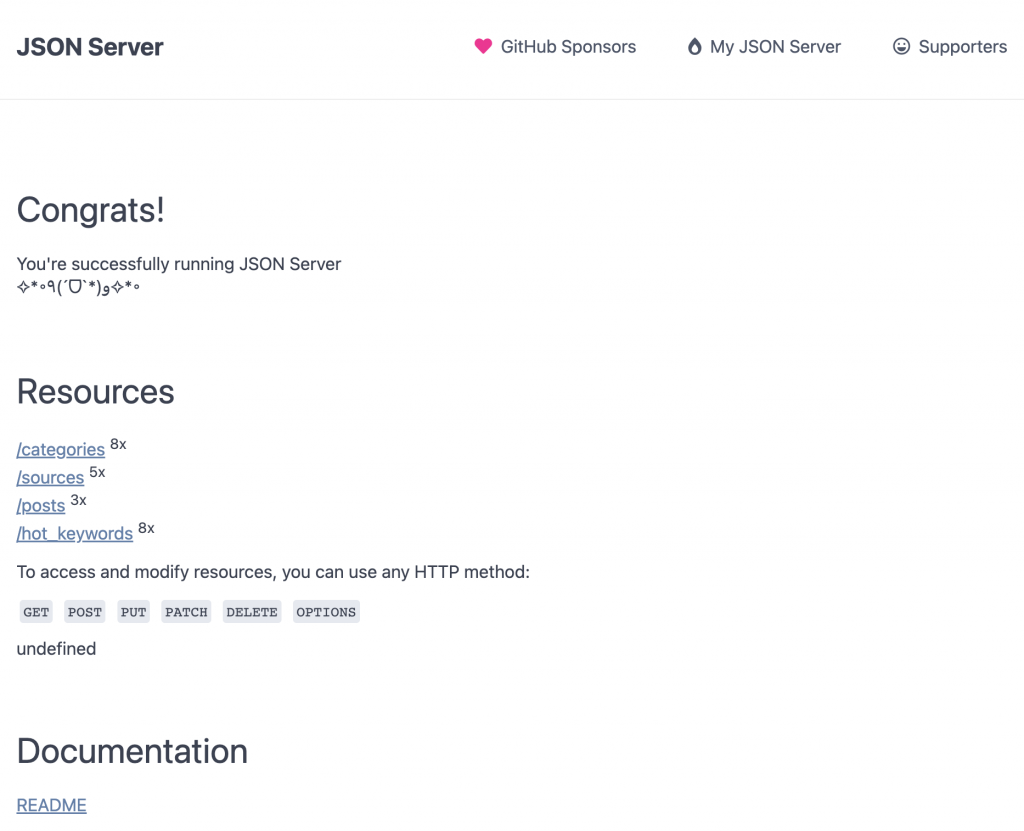 JSON Server
GitHub Sponsors
My JSON Server
Supporters
Congrats!
You're successfully running JSON Server
✧*｡٩(ˊᗜˋ*)و✧*｡
Resources
/categories 8x
/sources 5x
/posts 3x
/hot_keywords 8x
To access and modify resources, you can use any HTTP method:
GET POST PUT PATCH DELETE OPTIONS
undefined
Documentation
README